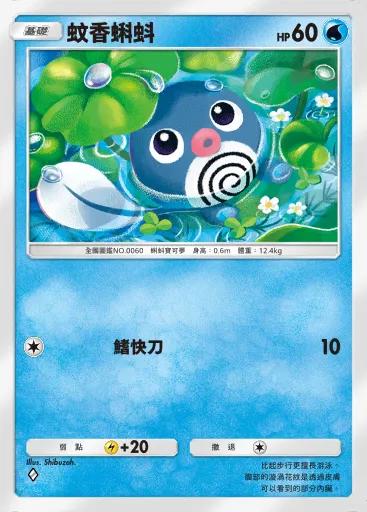 基礎 蚊香蝌蚪 HP60
全國圖鑑NO.0060 蝌蚪寶可夢 身高：0.6m 體重：12.4kg
鰭快刀 10
弱點 +20 撤退
Illus. Shibuzoh.
比起步行更擅長游泳。
腹部的漩渦花紋是透過皮膚
可以看到的部分內臟。